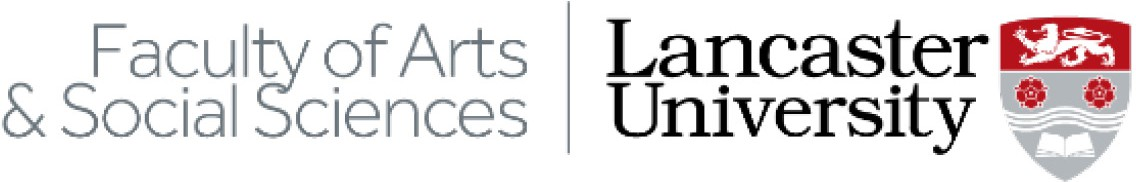 Faculty of Arts
& Social Sciences
Lancaster
University